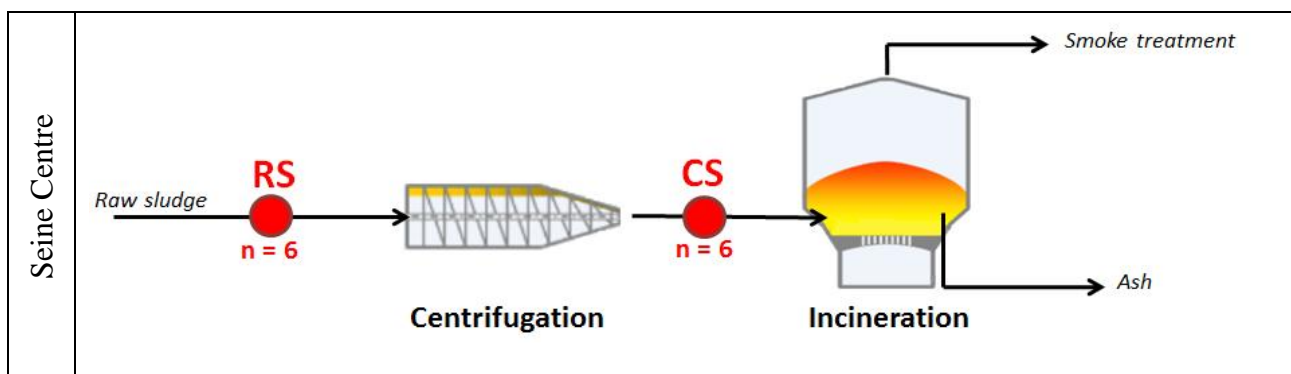 Seine Centre
Smoke treatment
RS
CS
Raw sludge
n = 6
n = 6
Ash
Centrifugation
Incineration